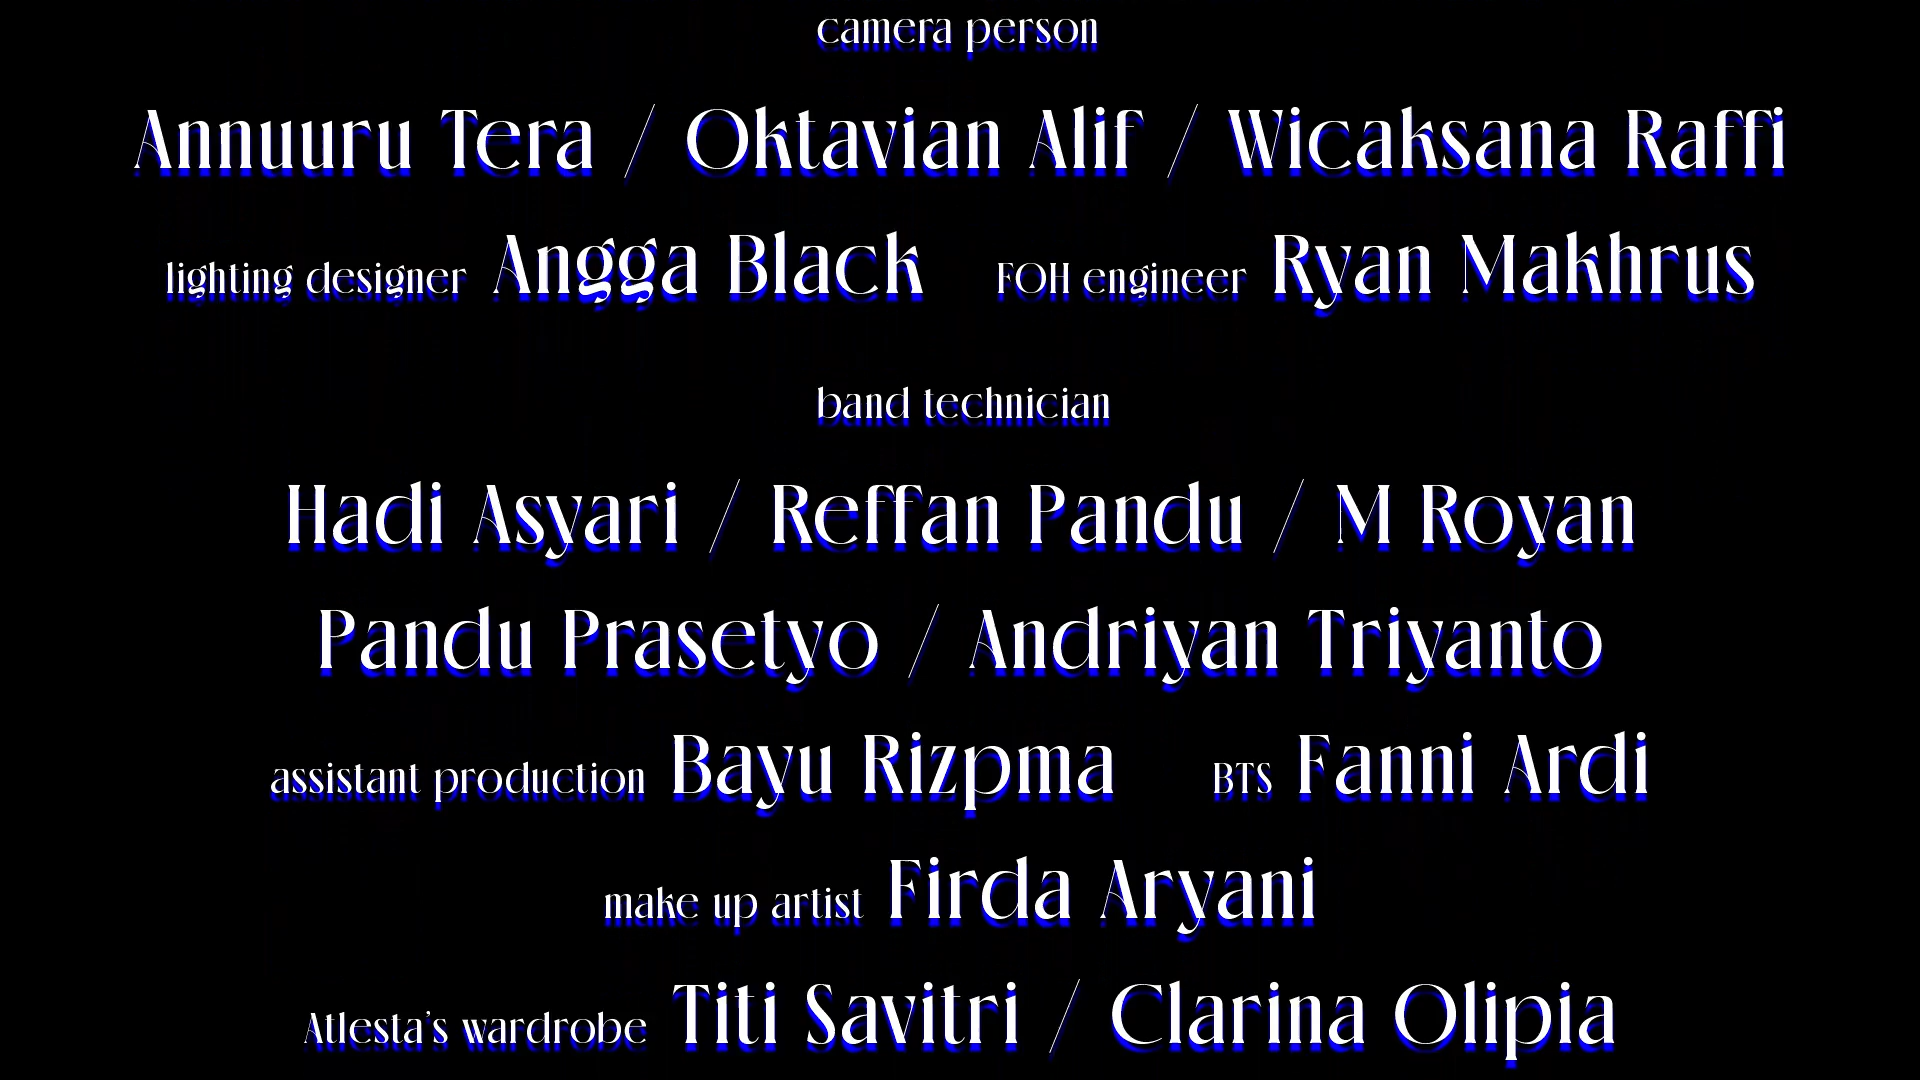 camera person
Annuuru Tera / Oktavian Alif / Wicaksana Raffi
lighting designer Angga Black FOH engineer Ryan Makhrus
band technician
Hadi Asyari / Reffan Pandu / M Royan
Pandu Prasetyo / Andriyan Triyanto
assistant production Bayu Rizpma BTS Fanni Ardi
make up artist Firda Aryani
Atlesta's wardrobe Titi Savitri / Clarina Olipia